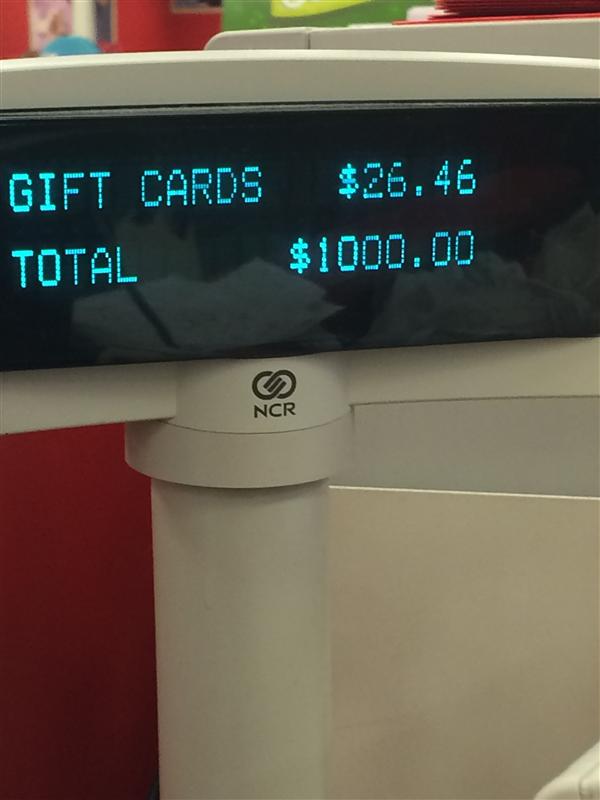 GIFT CARDS $26.46
TOTAL $1000.00
NCR